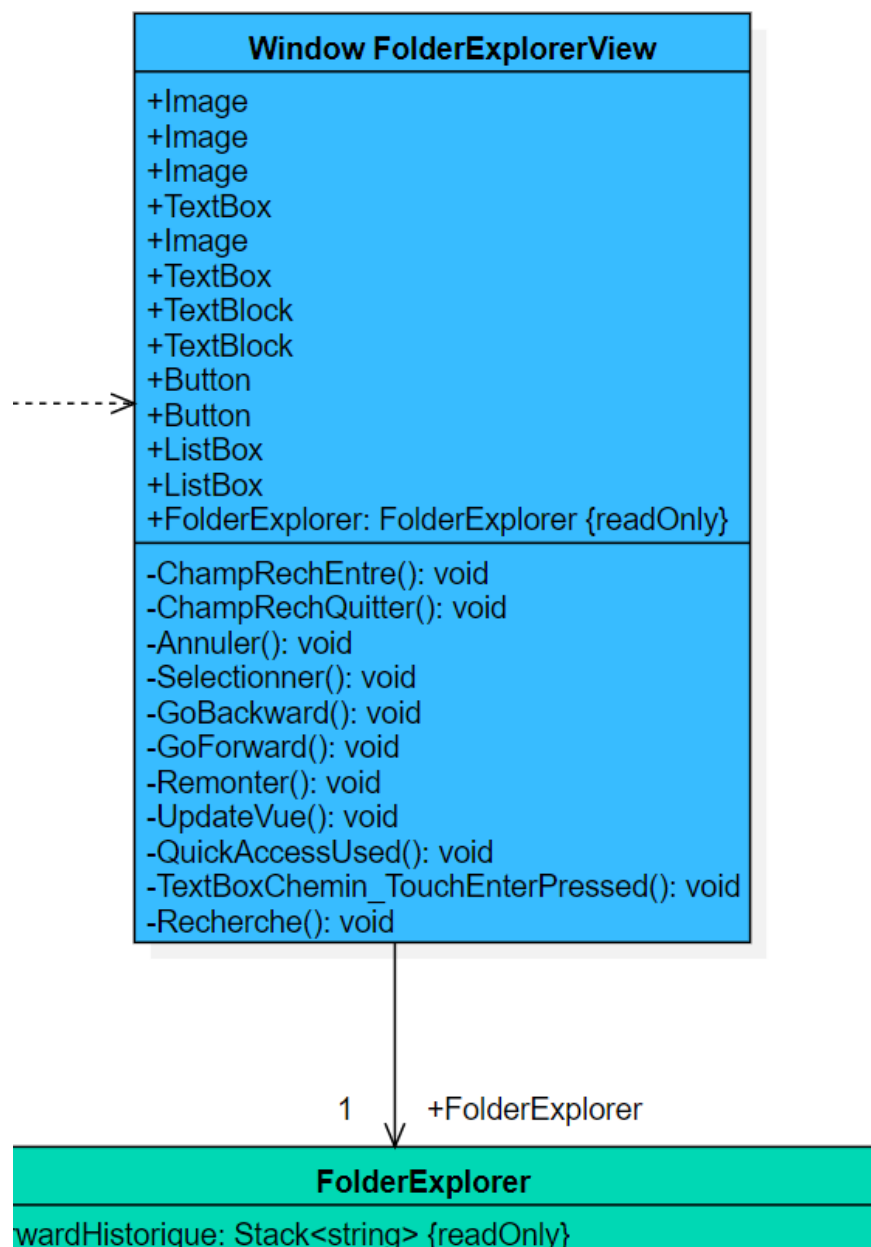 Window FolderExplorerView
+Image
+Image
+Image
+TextBox
+Image
+TextBox
+TextBlock
+TextBlock
+Button
+Button
+ListBox
+ListBox
+FolderExplorer: FolderExplorer {readOnly}
-ChampRechEntre(): void
-ChampRechQuitter(): void
-Annuler(): void
-Selectionner(): void
-GoBackward(): void
-GoForward(): void
-Remonter(): void
-UpdateVue(): void
-QuickAccessUsed(): void
-TextBoxChemin_TouchEnterPressed(): void
-Recherche(): void
1 +FolderExplorer
FolderExplorer
wardHistorique: Stack<string> {readOnly}